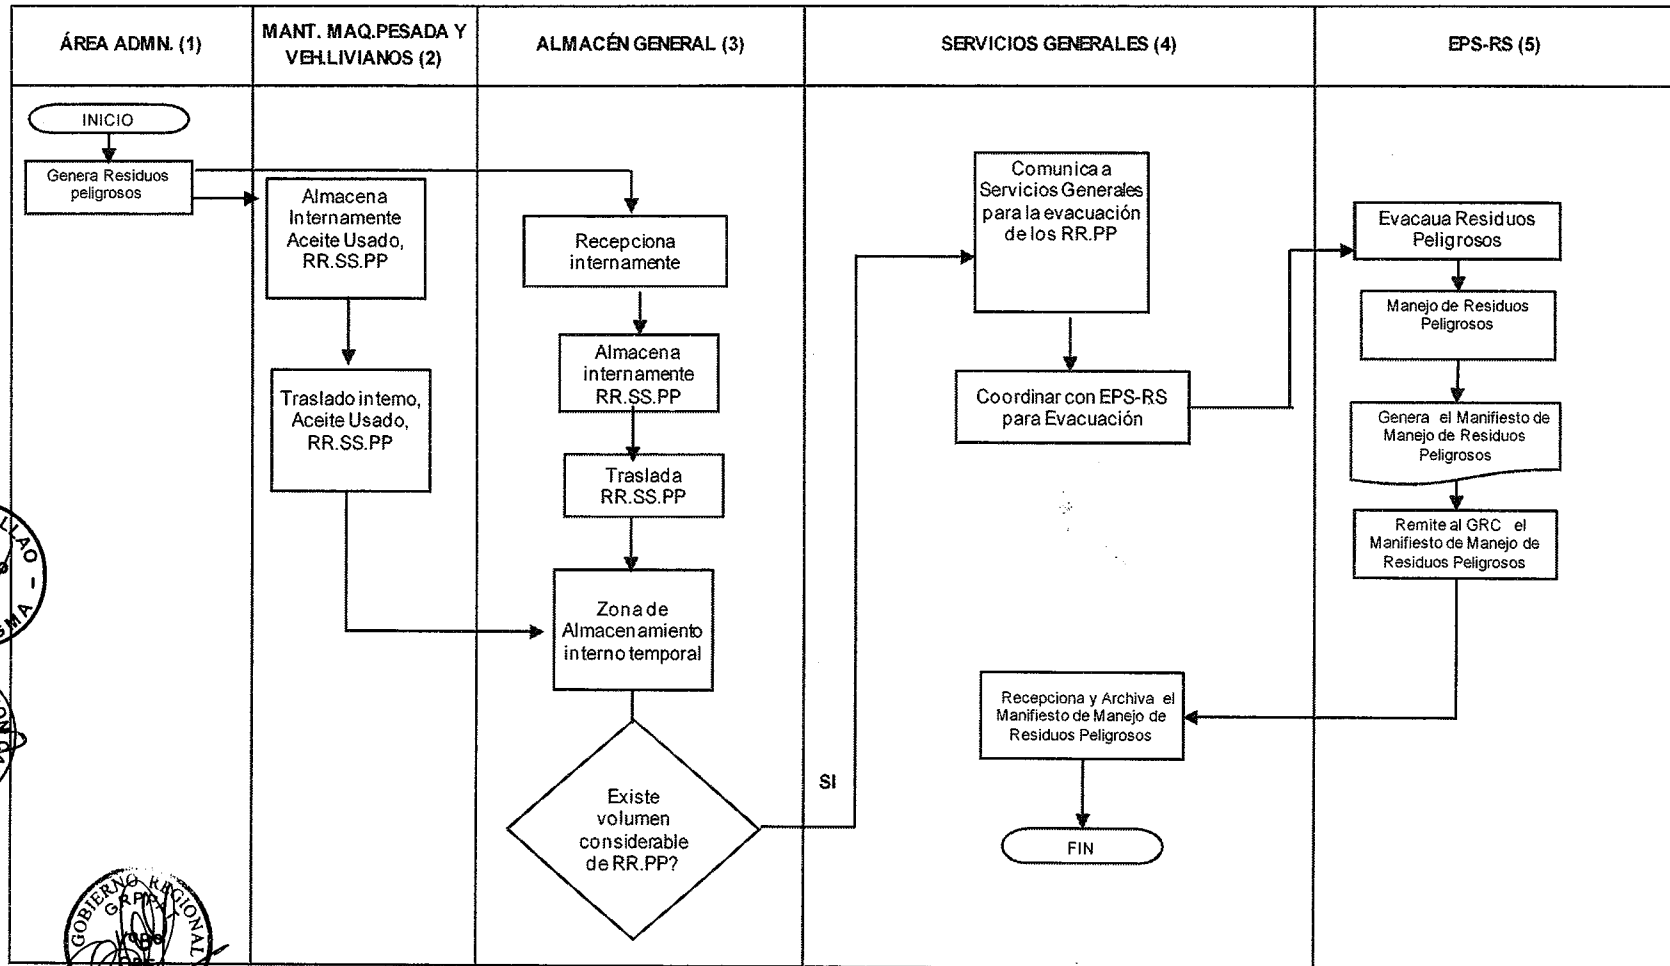 ÁREA ADMN. (1)
MANT. MAQ.PESADA Y
VEH.LIVIANOS (2)
ALMACÉN GENERAL (3)
SERVICIOS GENERALES (4)
EPS-RS (5)
INICIO
Genera Residuos
peligrosos
Almacena
Internamente
Aceite Usado,
RR.SS.PP
Traslado interno,
Aceite Usado,
RR.SS.PP
Recepciona
internamente
Almacena
internamente
RR.SS.PP
Traslada
RR.SS.PP
Zona de
Almacenamiento
interno temporal
Existe
volumen
considerable
de RR.PP?
SI
Comunica a
Servicios Generales
para la evacuación
de los RR.PP
Coordinar con EPS-RS
para Evacuación
Evacaua Residuos
Peligrosos
Manejo de Residuos
Peligrosos
Genera el Manifiesto de
Manejo de Residuos
Peligrosos
Remite al GRC el
Manifiesto de Manejo de
Residuos Peligrosos
Recepciona y Archiva el
Manifiesto de Manejo de
Residuos Peligrosos
FIN
GOBIERNO REGIONAL